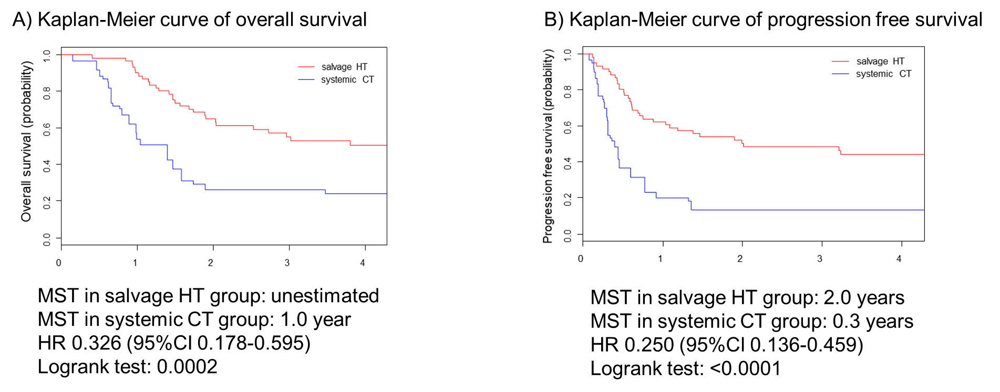 A) Kaplan-Meier curve of overall survival
Overall survival (probability)
1.0
0.8
0.6
0.4
0.2
0.0
salvage HT
systemic CT
0 1 2 3 4
MST in salvage HT group: unestimated
MST in systemic CT group: 1.0 year
HR 0.326 (95%CI 0.178-0.595)
Logrank test: 0.0002
B) Kaplan-Meier curve of progression free survival
Progression free survival (probability)
1.0
0.8
0.6
0.4
0.2
0.0
salvage HT
systemic CT
0 1 2 3 4
MST in salvage HT group: 2.0 years
MST in systemic CT group: 0.3 years
HR 0.250 (95%CI 0.136-0.459)
Logrank test: <0.0001